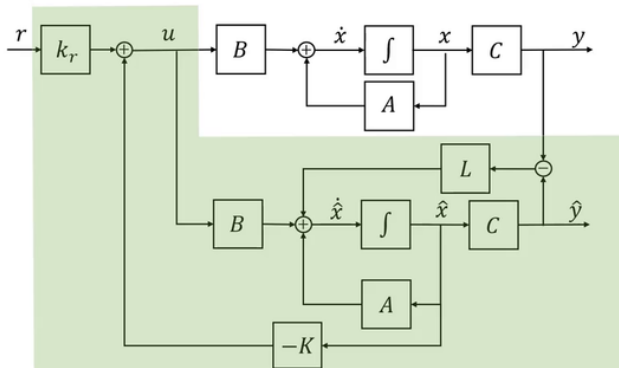 r
k_r
+
u
B
+
ẋ
∫
x
C
y
A
L
−
B
+
x̂̇
∫
x̂
C
ŷ
A
−K